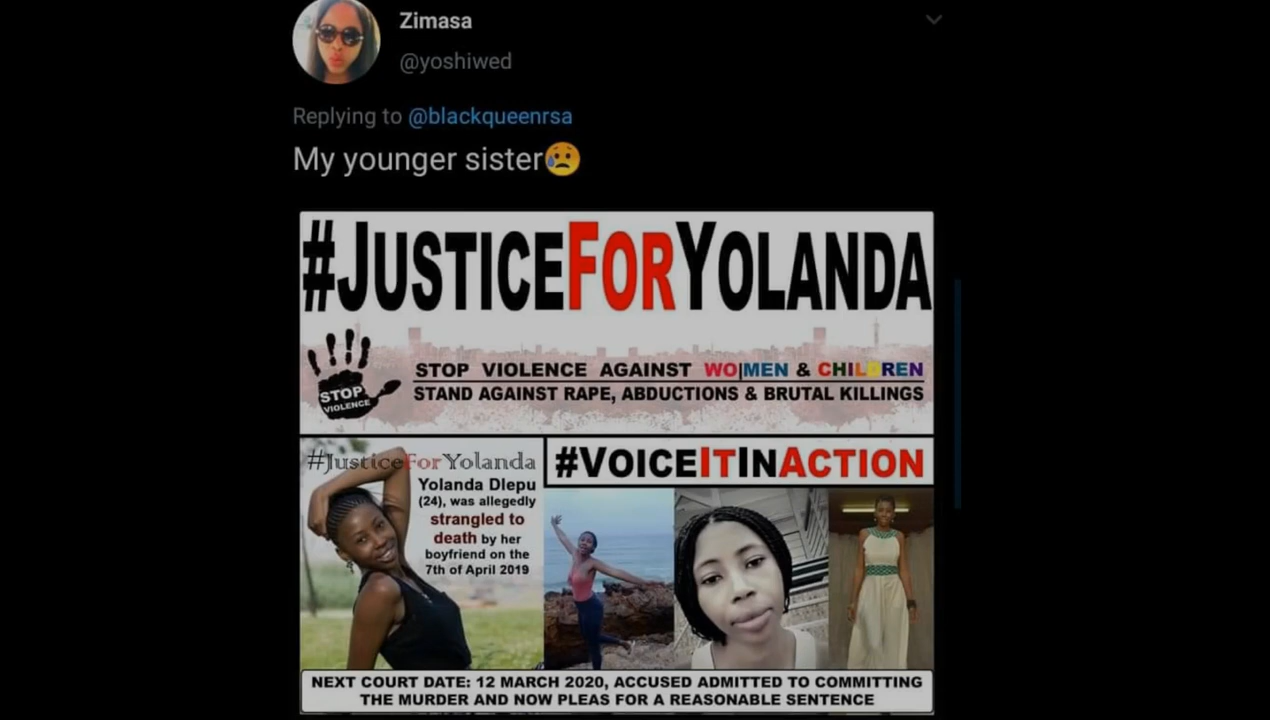 Zimasa
@yoshiwed
Replying to @blackqueenrsa
My younger sister😥
#JUSTICEFORYOLANDA
STOP VIOLENCE
STOP VIOLENCE AGAINST WO|MEN & CHILDREN
STAND AGAINST RAPE, ABDUCTIONS & BRUTAL KILLINGS
#JusticeForYolanda
Yolanda Dlepu
(24), was allegedly
strangled to
death by her
boyfriend on the
7th of April 2019
#VOICEITINACTION
NEXT COURT DATE: 12 MARCH 2020, ACCUSED ADMITTED TO COMMITTING
THE MURDER AND NOW PLEAS FOR A REASONABLE SENTENCE